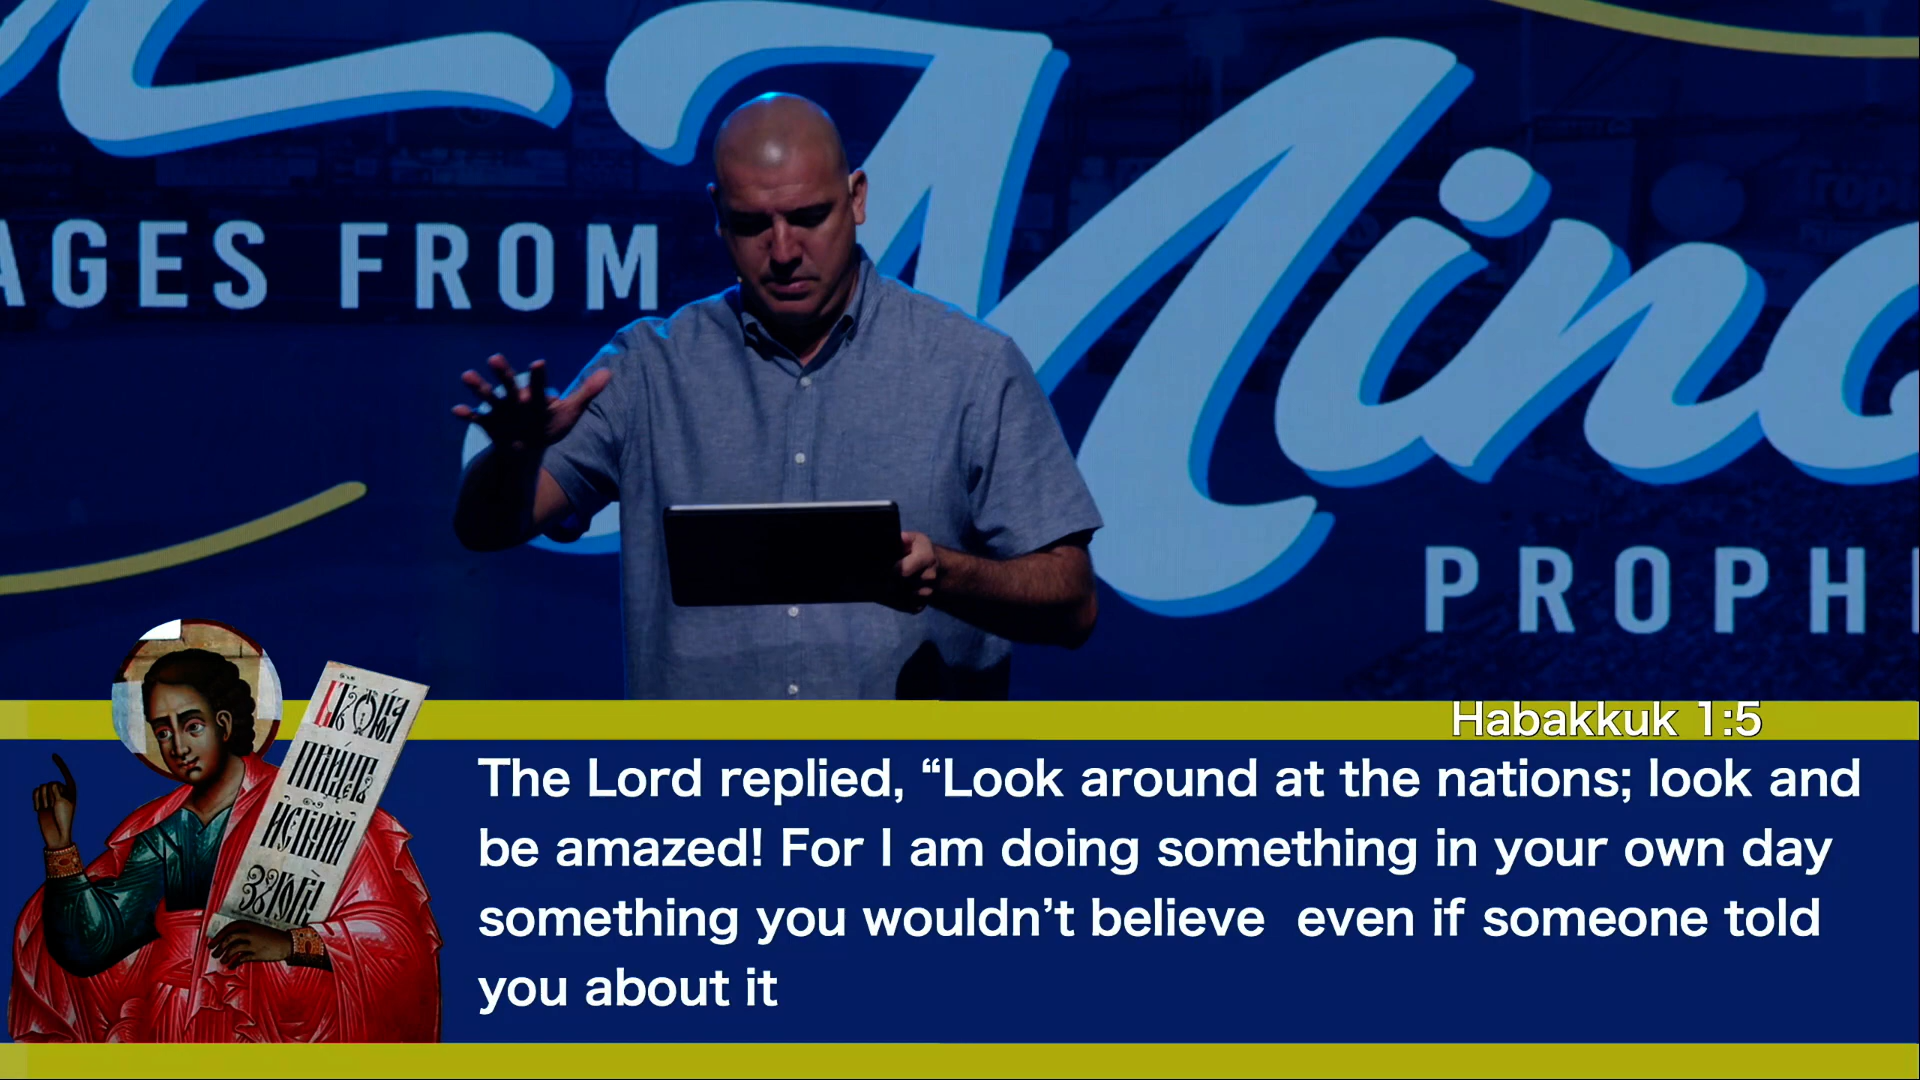 AGES FROM
Mino
PROPH
Habakkuk 1:5
The Lord replied, “Look around at the nations; look and
be amazed! For I am doing something in your own day
something you wouldn’t believe  even if someone told
you about it